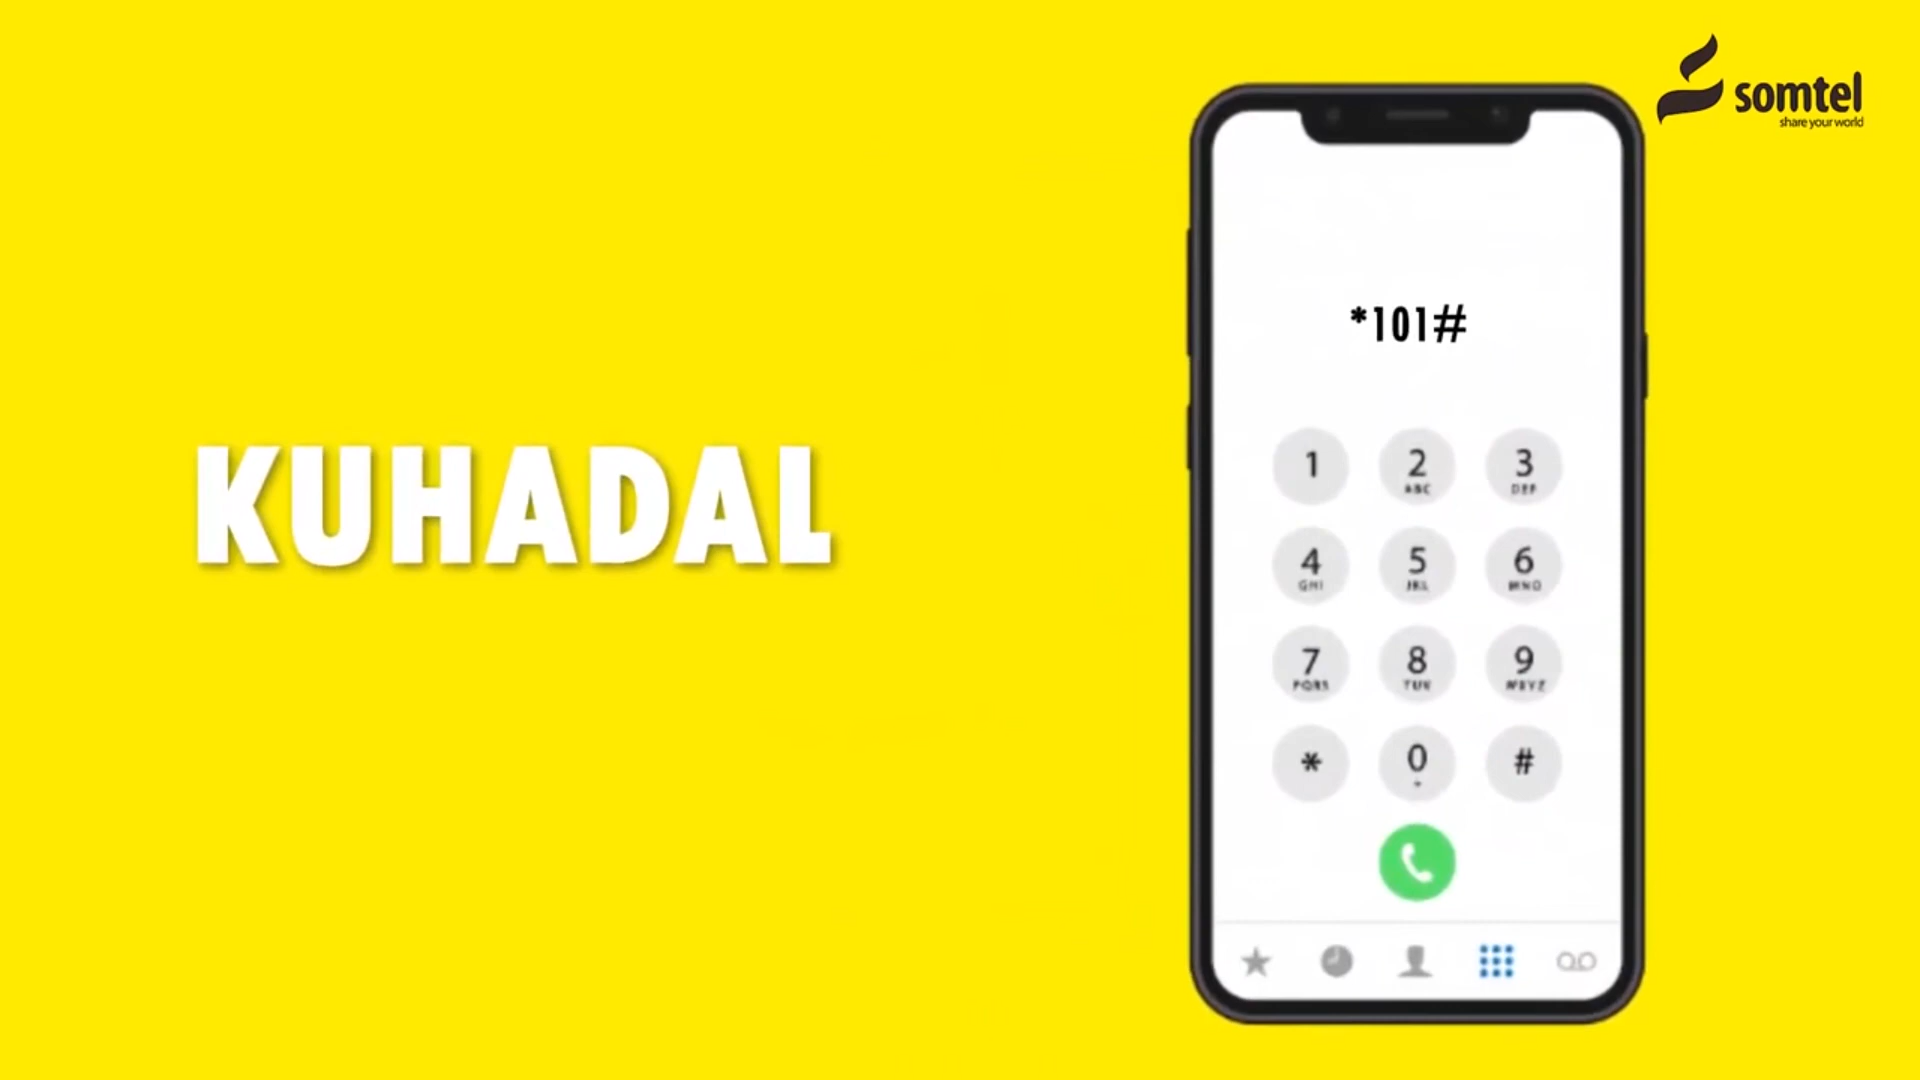 somtel
share your world
*101#
KUHADAL
1
2
ABC
3
DEF
4
GHI
5
JKL
6
MNO
7
PQRS
8
TUV
9
WXYZ
*
0
+
#